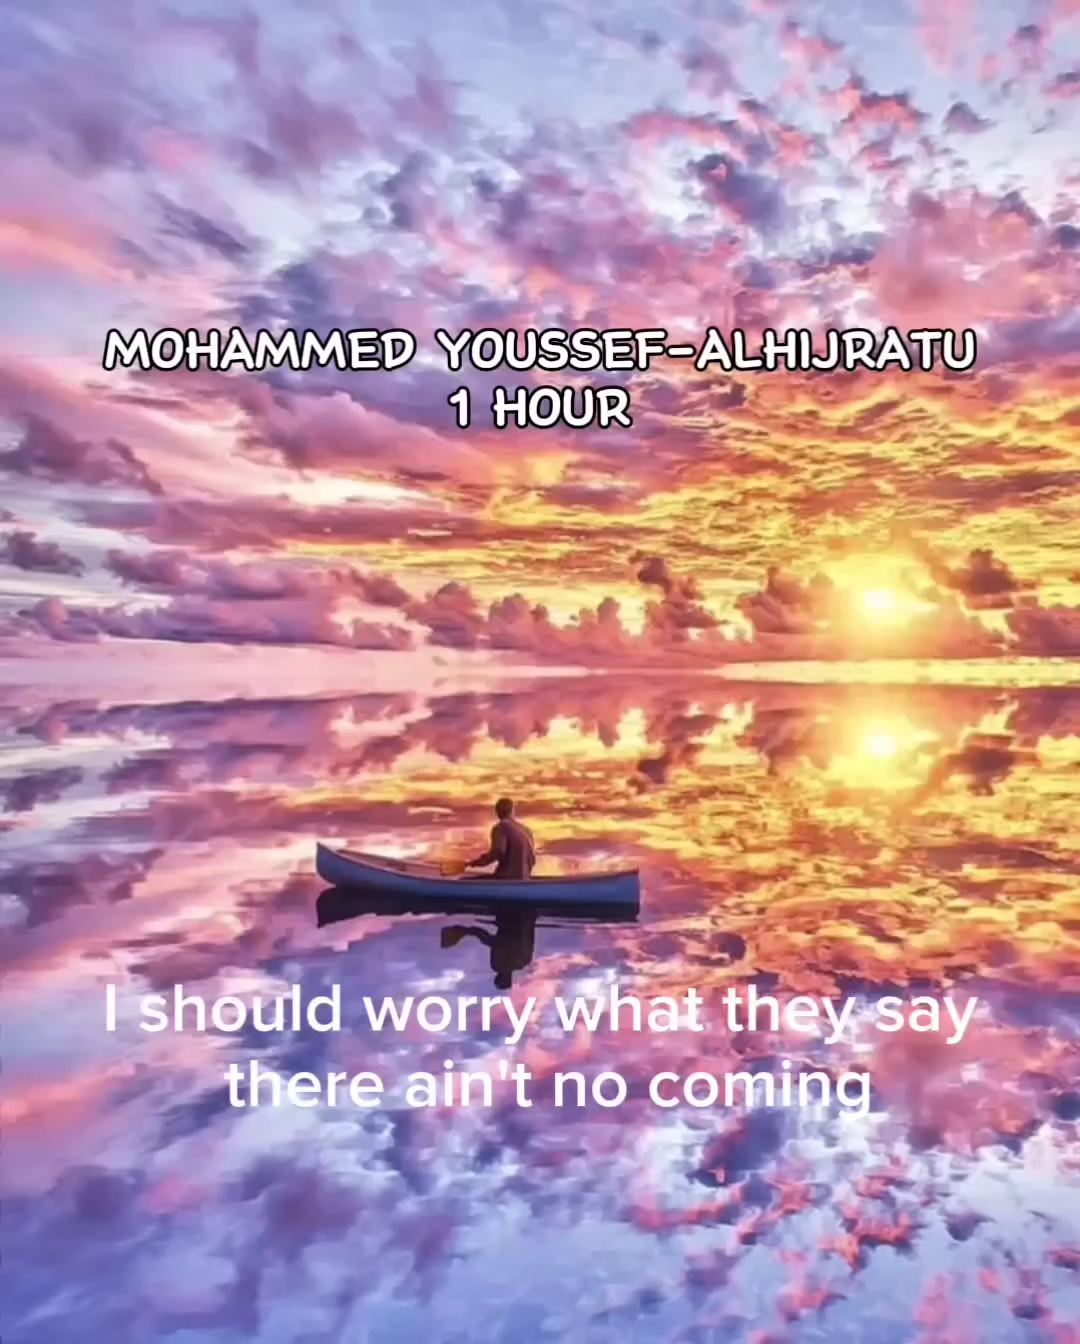 MOHAMMED YOUSSEF-ALHIJRATU
1 HOUR
I should worry what they say
there ain't no coming